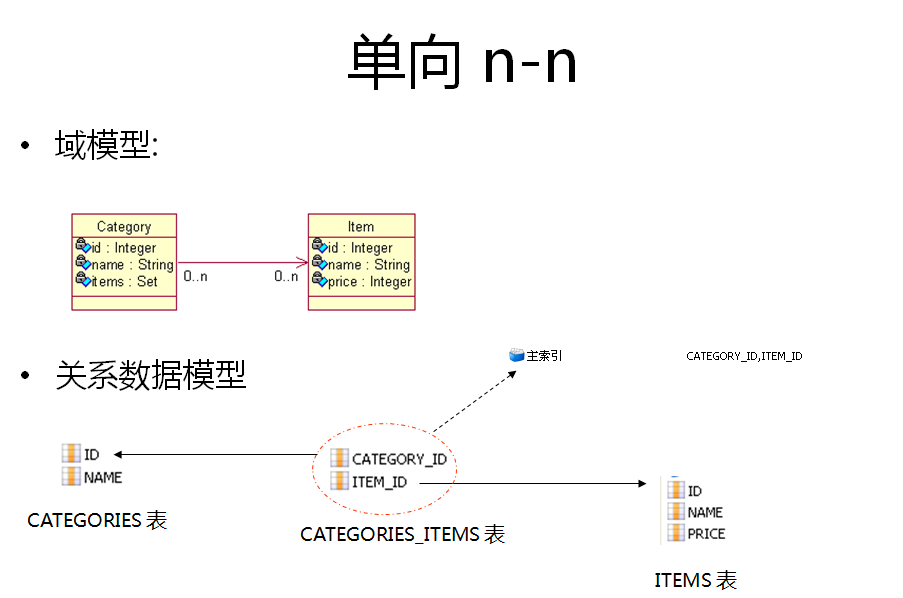 单向 n-n
• 域模型:
Category
id : Integer
name : String
items : Set
0..n
0..n
Item
id : Integer
name : String
price : Integer
• 关系数据模型
主索引
CATEGORY_ID,ITEM_ID
ID
NAME
CATEGORIES 表
CATEGORY_ID
ITEM_ID
CATEGORIES_ITEMS 表
ID
NAME
PRICE
ITEMS 表